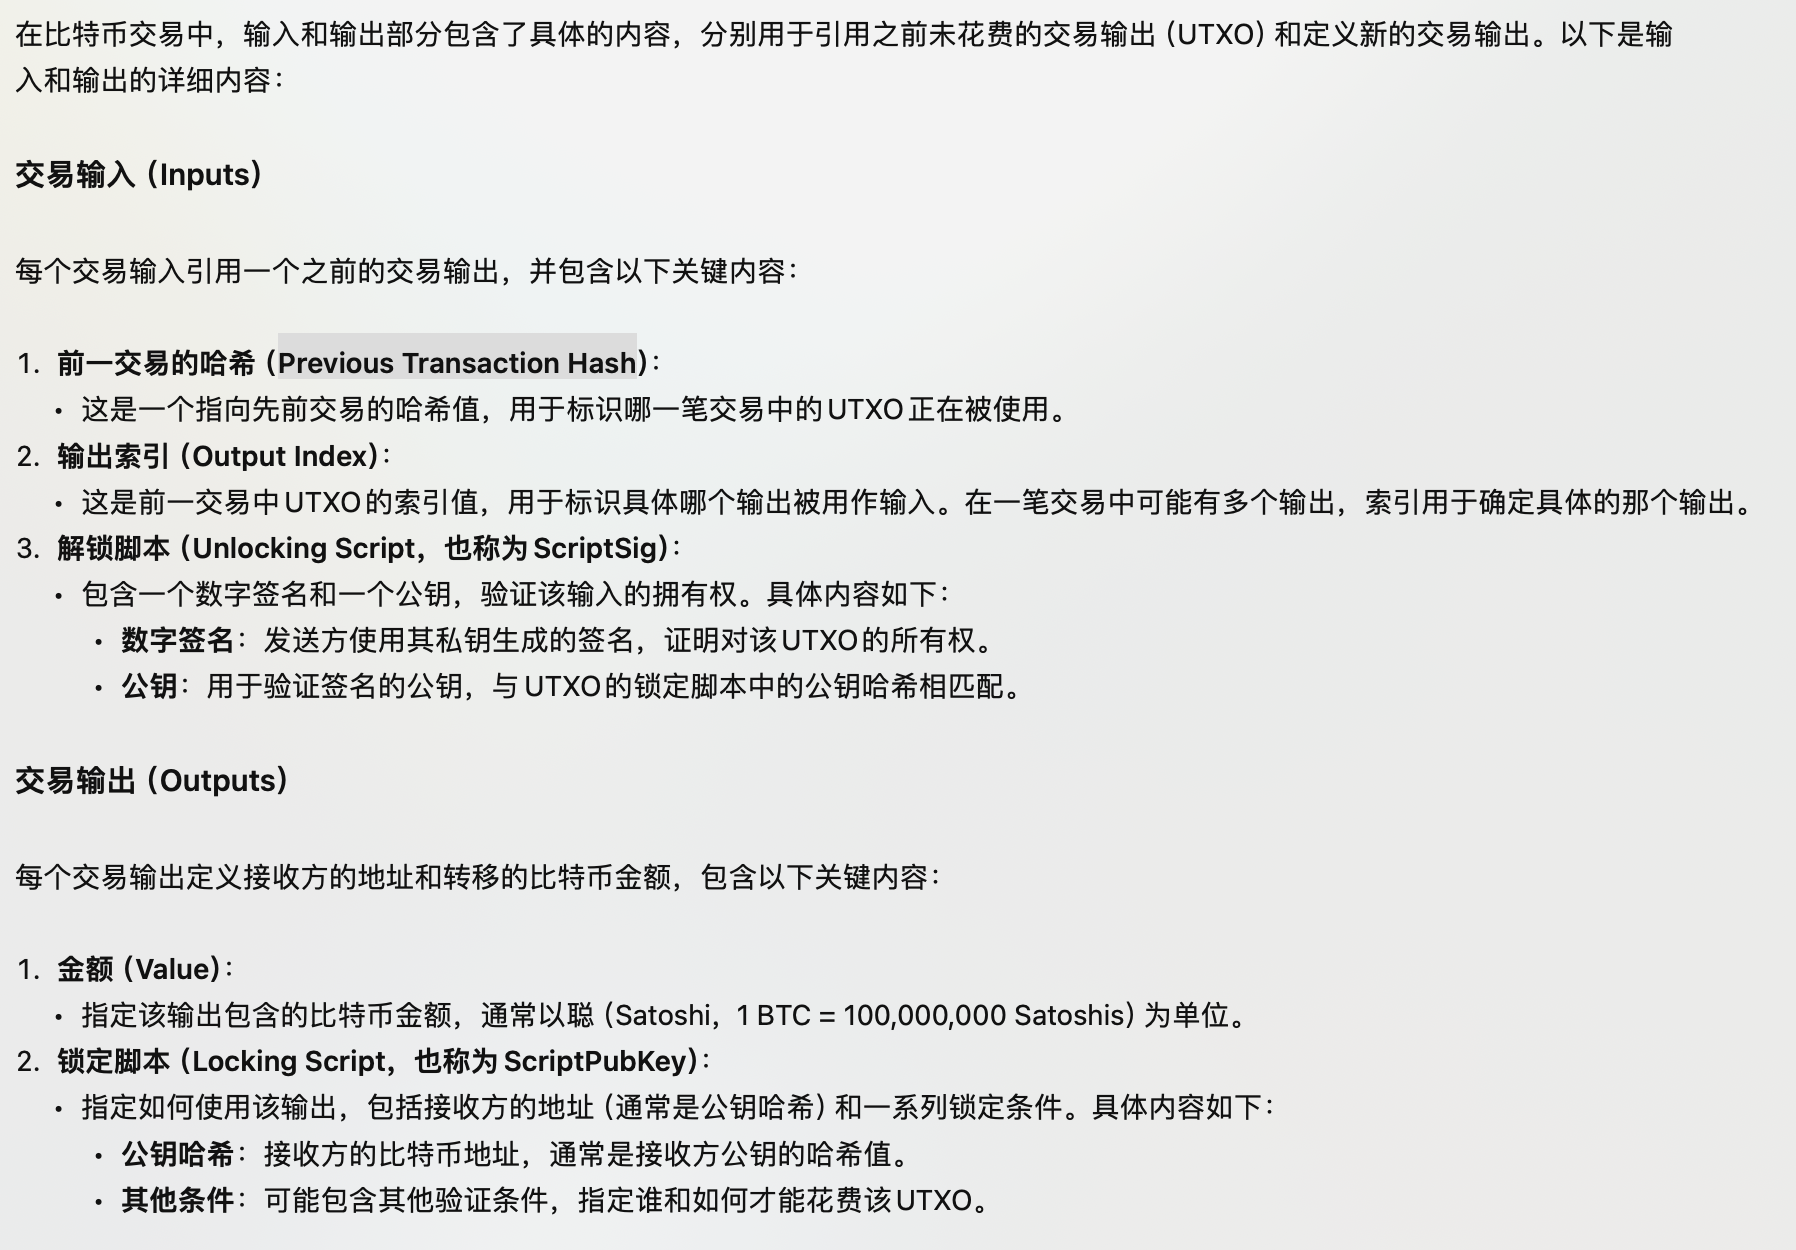 在比特币交易中，输入和输出部分包含了具体的内容，分别用于引用之前未花费的交易输出（UTXO）和定义新的交易输出。以下是输
入和输出的详细内容：
交易输入（Inputs）
每个交易输入引用一个之前的交易输出，并包含以下关键内容：
1. 前一交易的哈希（Previous Transaction Hash）：
• 这是一个指向先前交易的哈希值，用于标识哪一笔交易中的UTXO正在被使用。
2. 输出索引（Output Index）：
• 这是前一交易中UTXO的索引值，用于标识具体哪个输出被用作输入。在一笔交易中可能有多个输出，索引用于确定具体的那个输出。
3. 解锁脚本（Unlocking Script，也称为ScriptSig）：
• 包含一个数字签名和一个公钥，验证该输入的拥有权。具体内容如下：
• 数字签名：发送方使用其私钥生成的签名，证明对该UTXO的所有权。
• 公钥：用于验证签名的公钥，与UTXO的锁定脚本中的公钥哈希相匹配。
交易输出（Outputs）
每个交易输出定义接收方的地址和转移的比特币金额，包含以下关键内容：
1. 金额（Value）：
• 指定该输出包含的比特币金额，通常以聪（Satoshi，1 BTC = 100,000,000 Satoshis）为单位。
2. 锁定脚本（Locking Script，也称为ScriptPubKey）：
• 指定如何使用该输出，包括接收方的地址（通常是公钥哈希）和一系列锁定条件。具体内容如下：
• 公钥哈希：接收方的比特币地址，通常是接收方公钥的哈希值。
• 其他条件：可能包含其他验证条件，指定谁和如何才能花费该UTXO。